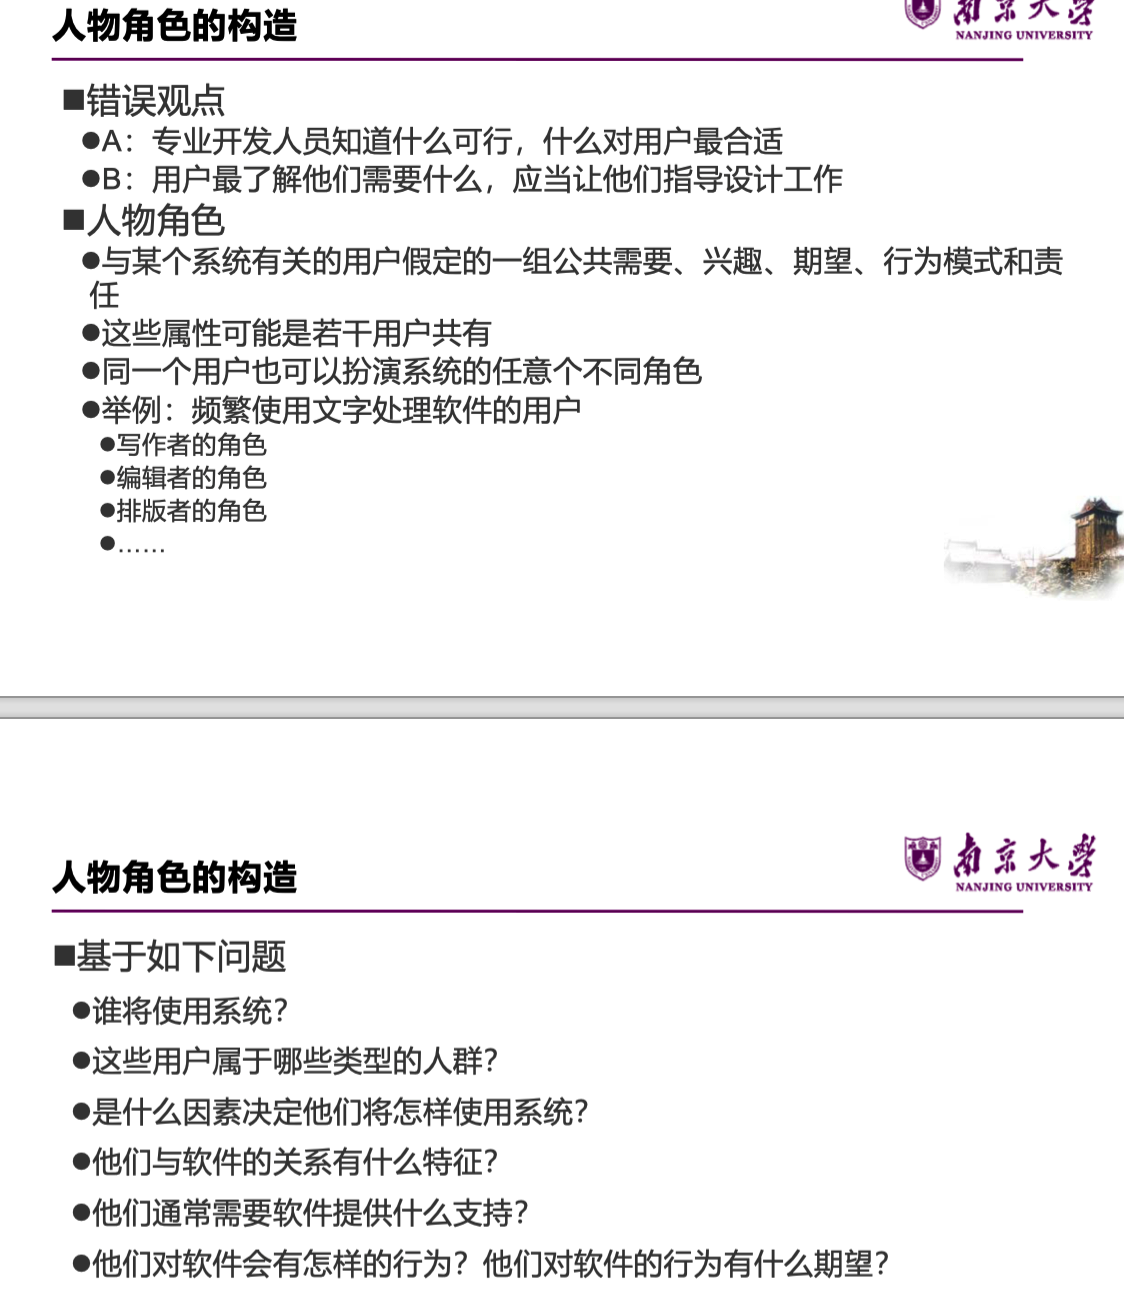 人物角色的构造
南京大学
NANJING UNIVERSITY
■错误观点
●A：专业开发人员知道什么可行，什么对用户最合适
●B：用户最了解他们需要什么，应当让他们指导设计工作
■人物角色
●与某个系统有关的用户假定的一组公共需要、兴趣、期望、行为模式和责
任
●这些属性可能是若干用户共有
●同一个用户也可以扮演系统的任意个不同角色
●举例：频繁使用文字处理软件的用户
●写作者的角色
●编辑者的角色
●排版者的角色
●……
人物角色的构造
南京大学
NANJING UNIVERSITY
■基于如下问题
●谁将使用系统？
●这些用户属于哪些类型的人群？
●是什么因素决定他们将怎样使用系统？
●他们与软件的关系有什么特征？
●他们通常需要软件提供什么支持？
●他们对软件会有怎样的行为？他们对软件的行为有什么期望？